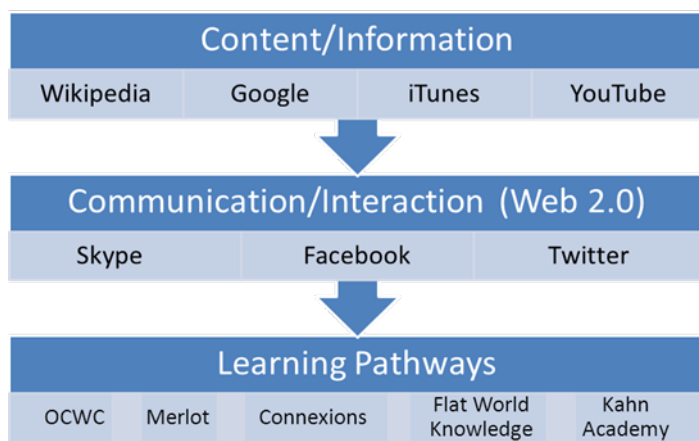 Content/Information
Wikipedia Google iTunes YouTube
Communication/Interaction (Web 2.0)
Skype Facebook Twitter
Learning Pathways
OCWC Merlot Connexions Flat World Knowledge Kahn Academy